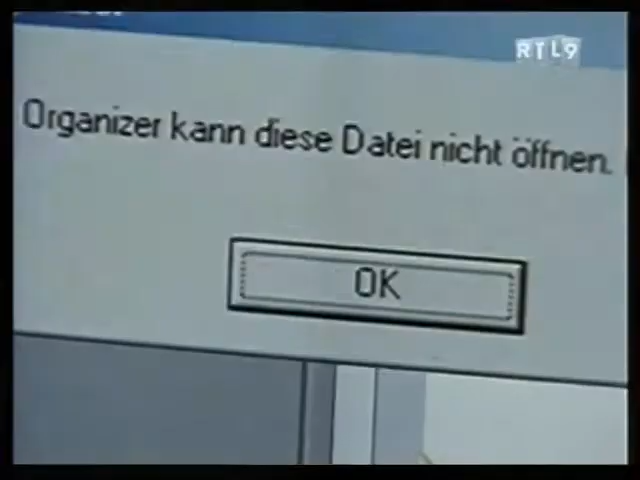 RTL9
Organizer kann diese Datei nicht öffnen.
OK